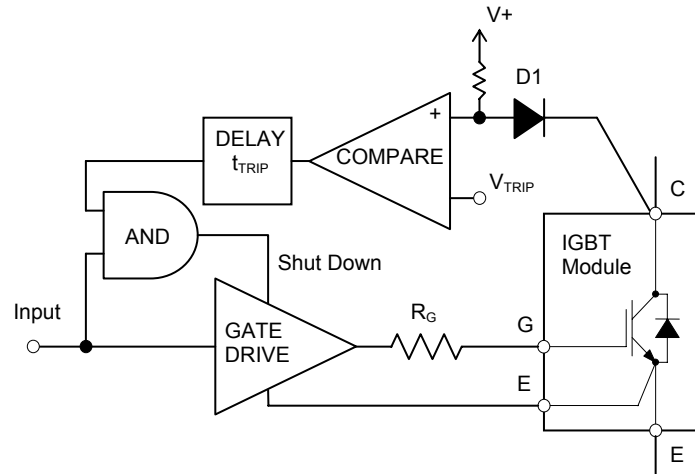 V+
D1
+
DELAY
tTRIP
COMPARE
VTRIP
C
AND
IGBT
Module
Shut Down
Input
RG
G
GATE
DRIVE
E
E